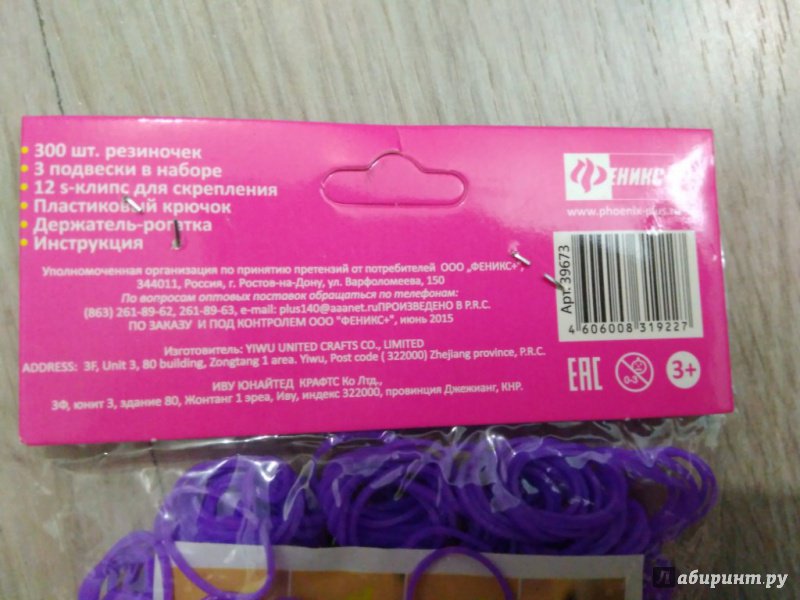 300 шт. резиночек
3 подвески в наборе
12 s-клипс для скрепления
Пластиковый крючок
Держатель-рогатка
Инструкция
ФЕНИКС
www.phoenix-plus.ru
Уполномоченная организация по принятию претензий от потребителей ООО „ФЕНИКС+“,
344011, Россия, г. Ростов-на-Дону, ул. Варфоломеева, 150
По вопросам оптовых поставок обращаться по телефонам:
(863) 261-89-62, 261-89-63, e-mail: plus140@aaanet.ruПРОИЗВЕДЕНО В P.R.C.
ПО ЗАКАЗУ И ПОД КОНТРОЛЕМ ООО "ФЕНИКС+", июнь 2015
Изготовитель: YIWU UNITED CRAFTS CO., LIMITED
ADDRESS: 3F, Unit 3, 80 building, Zongtang 1 area. Yiwu, Post code ( 322000) Zhejiang province, P.R.C.
ИВУ ЮНАЙТЕД КРАФТС Ко Лтд.,
3Ф, юнит 3, здание 80, Жонтанг 1 эреа, Иву, индекс 322000, провинция Джежианг, КНР.
Арт. 39673
4 606008 319227
ЕАС
0-3
3+
Лабиринт.ру